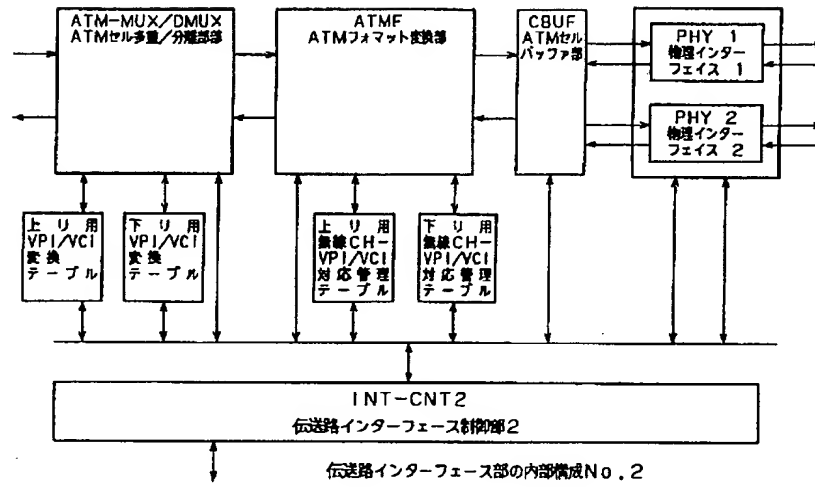 ATM-MUX/DMUX
ATMセル多重/分離部部
ATMF
ATMフォマット変換部
CBUF
ATMセル
バッファ部
PHY 1
物理インター
フェイス 1
PHY 2
物理インター
フェイス 2
上り用
VPI/VCI
変換
テーブル
下り用
VPI/VCI
変換
テーブル
上り用
無線CH-
VPI/VCI
対応管理
テーブル
下り用
無線CH-
VPI/VCI
対応管理
テーブル
INT-CNT2
伝送路インターフェース制御部2
伝送路インターフェース部の内部構成No.2